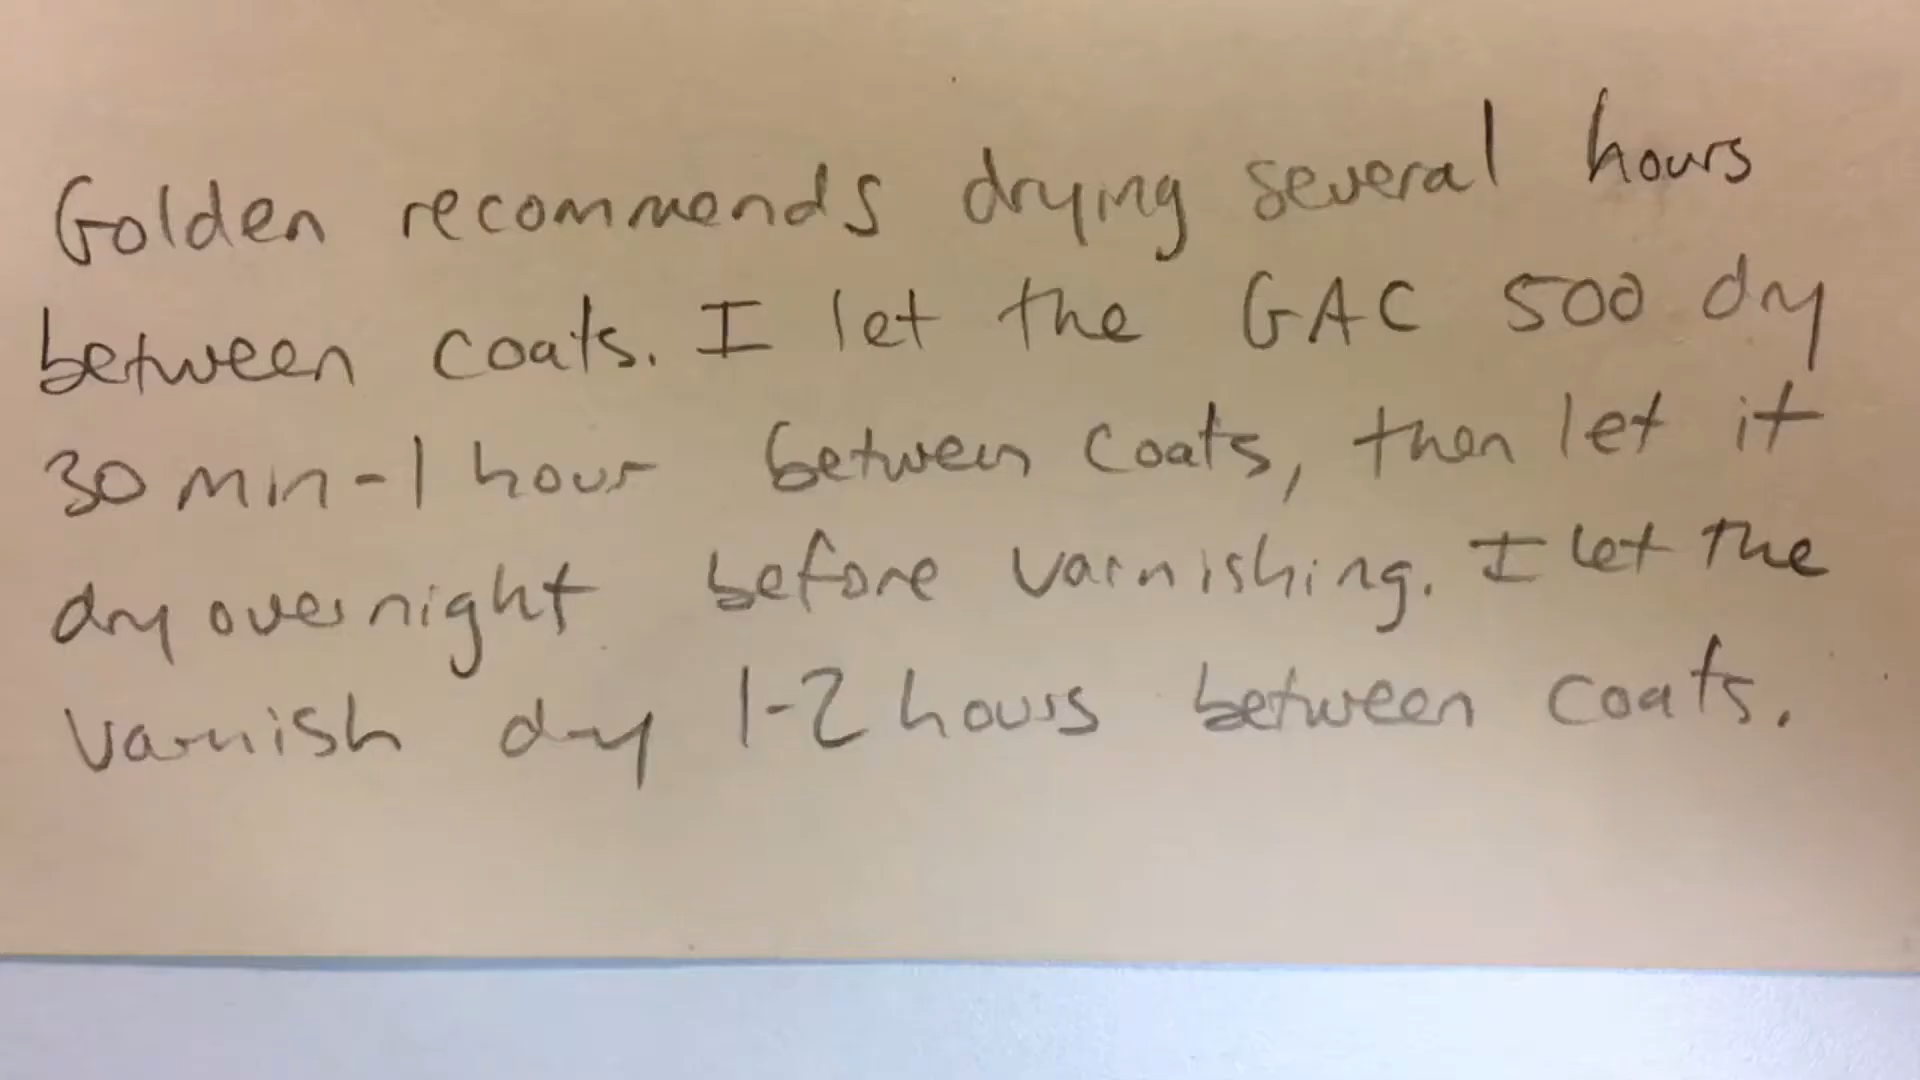 Golden recommends drying several hours
between coats. I let the GAC 500 dry
30 min-1 hour between coats, then let it
dry overnight before varnishing. I let the
varnish dry 1-2 hours between coats.